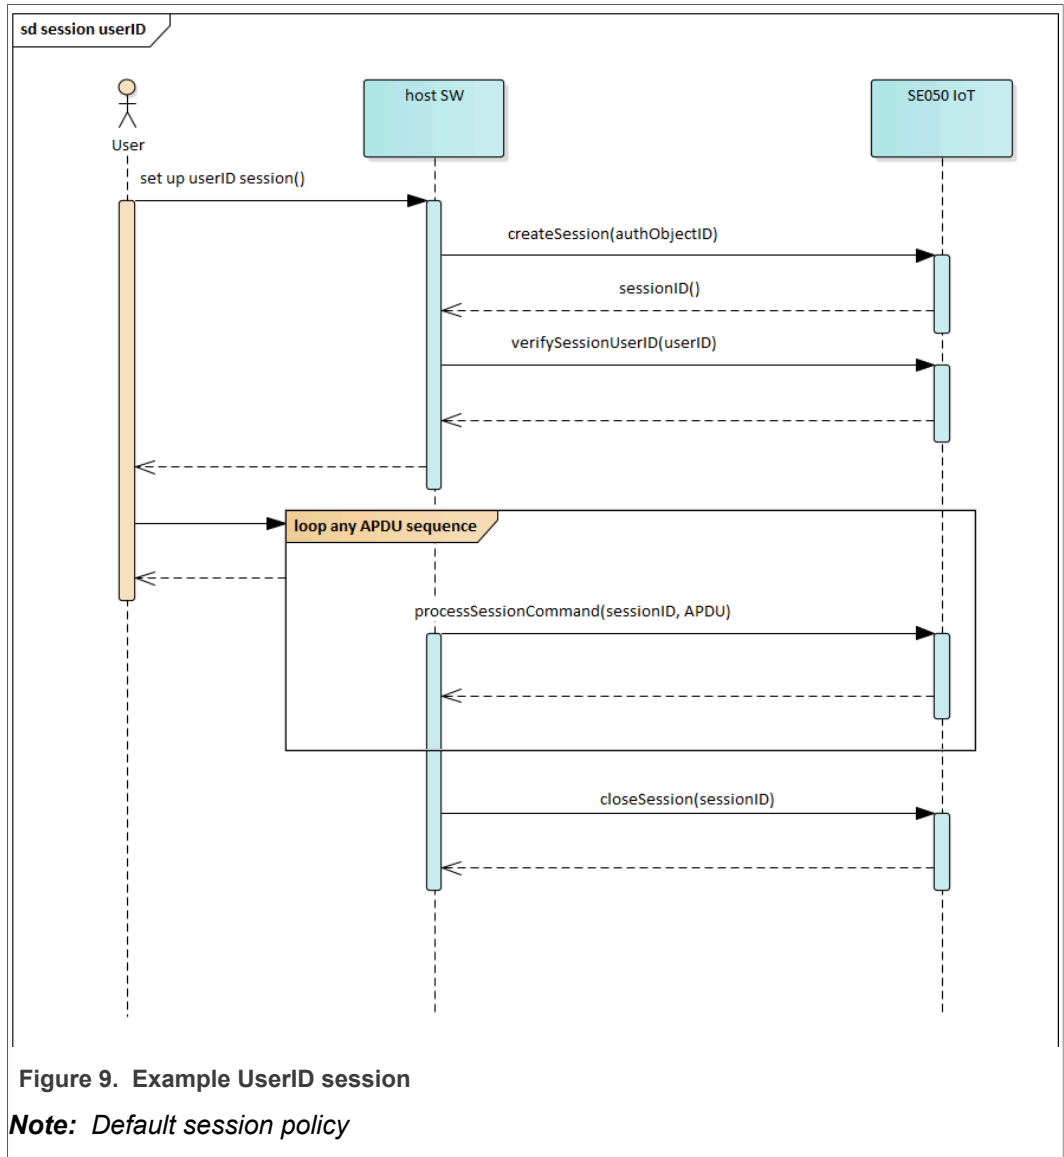 sd session userID
host SW
SE050 IoT
User
set up userID session()
createSession(authObjectID)
sessionID()
verifySessionUserID(userID)
loop any APDU sequence
processSessionCommand(sessionID, APDU)
closeSession(sessionID)
Figure 9. Example UserID session
Note: Default session policy